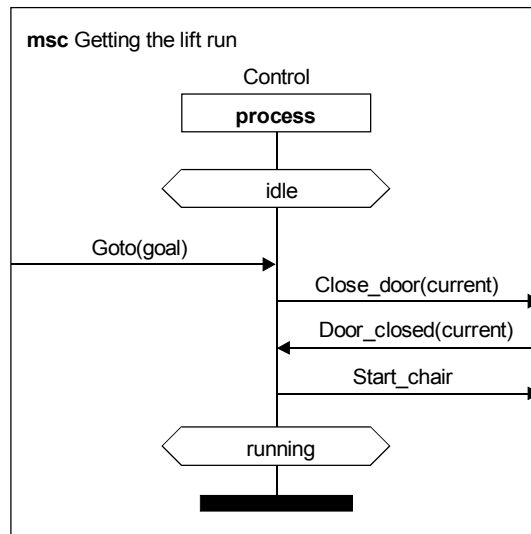 msc Getting the lift run
Control
process
idle
Goto(goal)
Close_door(current)
Door_closed(current)
Start_chair
running